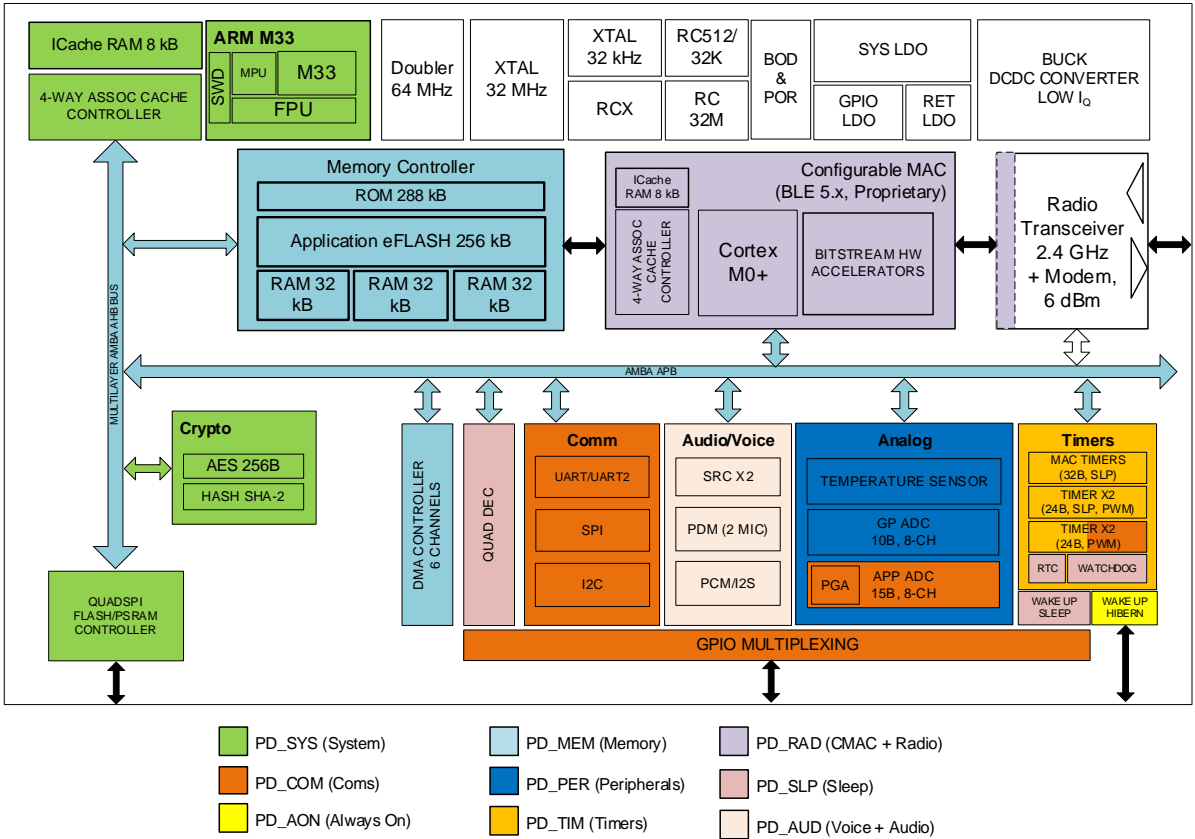 ICache RAM 8 kB
4-WAY ASSOC CACHE
CONTROLLER
ARM M33
SWD
MPU
M33
FPU
Doubler
64 MHz
XTAL
32 MHz
XTAL
32 kHz
RCX
RC512/
32K
RC
32M
BOD
&
POR
SYS LDO
GPIO
LDO
RET
LDO
BUCK
DCDC CONVERTER
LOW IQ
Memory Controller
ROM 288 kB
Application eFLASH 256 kB
RAM 32
kB
RAM 32
kB
RAM 32
kB
Configurable MAC
(BLE 5.x, Proprietary)
ICache
RAM 8 kB
4-WAY ASSOC
CACHE
CONTROLLER
Cortex
M0+
BITSTREAM HW
ACCELERATORS
Radio
Transceiver
2.4 GHz
+ Modem,
6 dBm
MULTILAYER AMBA AHB BUS
AMBA APB
Crypto
AES 256B
HASH SHA-2
QUADSPI
FLASH/PSRAM
CONTROLLER
DMA CONTROLLER
6 CHANNELS
QUAD DEC
Comm
UART/UART2
SPI
I2C
Audio/Voice
SRC X2
PDM (2 MIC)
PCM/I2S
Analog
TEMPERATURE SENSOR
GP ADC
10B, 8-CH
PGA
APP ADC
15B, 8-CH
Timers
MAC TIMERS
(32B, SLP)
TIMER X2
(24B, SLP, PWM)
TIMER X2
(24B, PWM)
RTC
WATCHDOG
WAKE UP
SLEEP
WAKE UP
HIBERN
GPIO MULTIPLEXING
PD_SYS (System)
PD_MEM (Memory)
PD_RAD (CMAC + Radio)
PD_COM (Coms)
PD_PER (Peripherals)
PD_SLP (Sleep)
PD_AON (Always On)
PD_TIM (Timers)
PD_AUD (Voice + Audio)